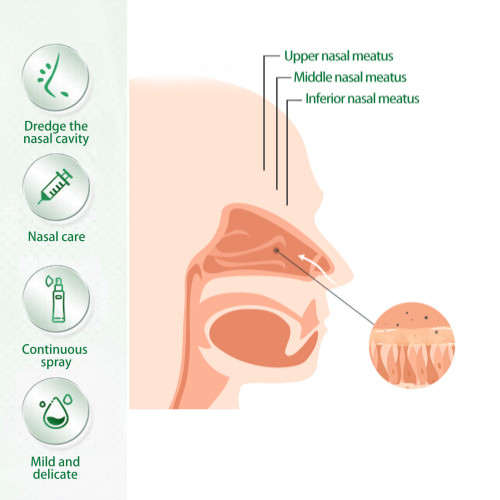 Upper nasal meatus
Middle nasal meatus
Inferior nasal meatus
Dredge the
nasal cavity
Nasal care
Continuous
spray
Mild and
delicate